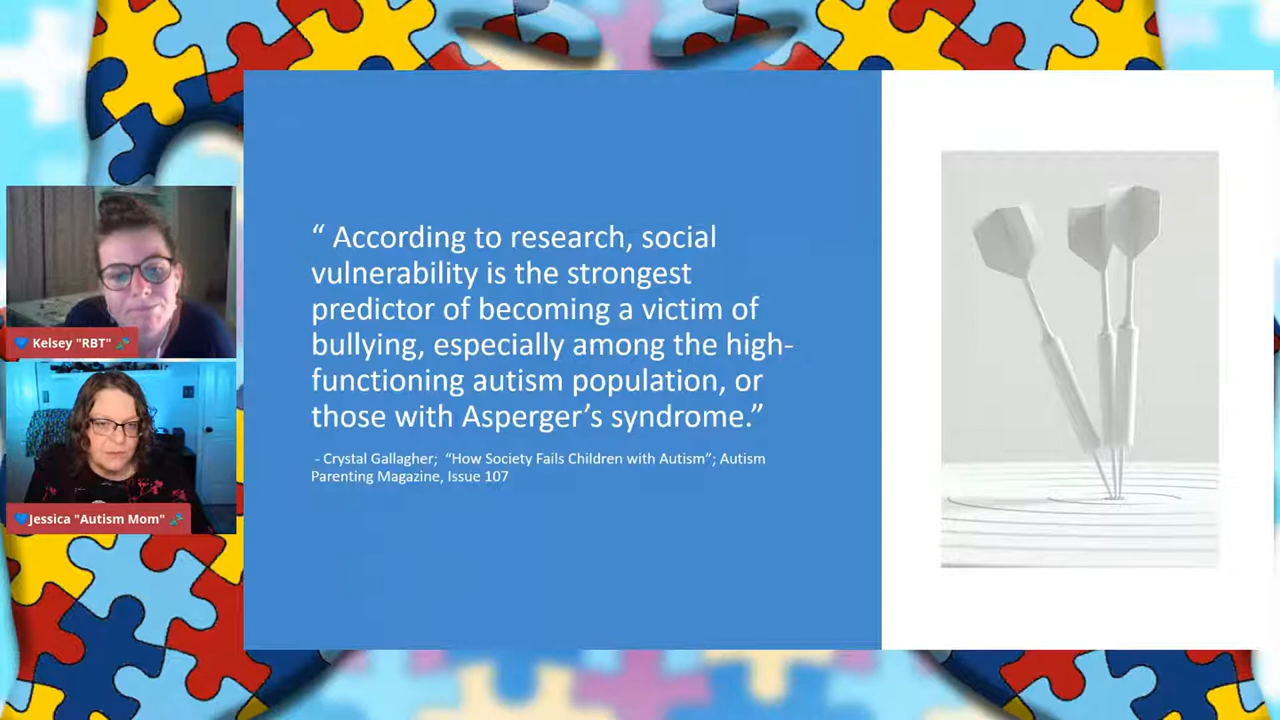 “ According to research, social
vulnerability is the strongest
predictor of becoming a victim of
bullying, especially among the high-
functioning autism population, or
those with Asperger’s syndrome.”
- Crystal Gallagher;  “How Society Fails Children with Autism”; Autism
Parenting Magazine, Issue 107
💙 Kelsey "RBT" 🧩
💙Jessica "Autism Mom" 🧩